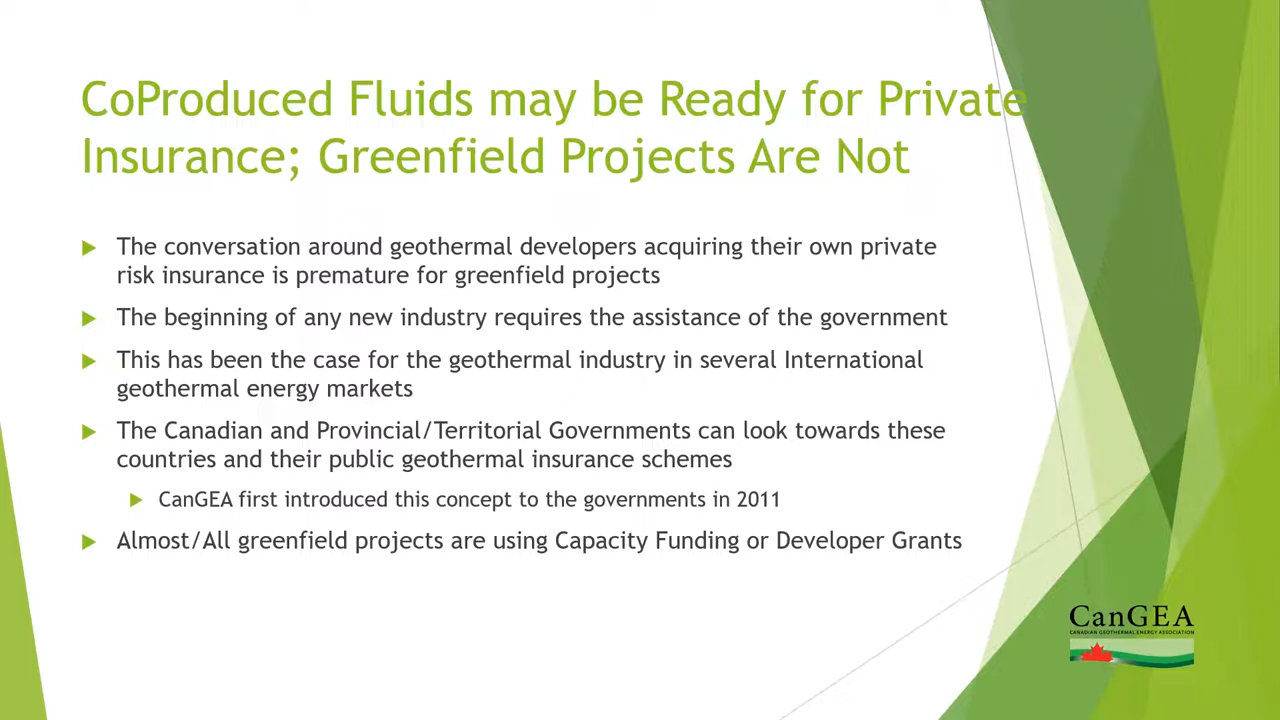 CoProduced Fluids may be Ready for Private
Insurance; Greenfield Projects Are Not
The conversation around geothermal developers acquiring their own private
risk insurance is premature for greenfield projects
The beginning of any new industry requires the assistance of the government
This has been the case for the geothermal industry in several International
geothermal energy markets
The Canadian and Provincial/Territorial Governments can look towards these
countries and their public geothermal insurance schemes
CanGEA first introduced this concept to the governments in 2011
Almost/All greenfield projects are using Capacity Funding or Developer Grants
CanGEA
CANADIAN GEOTHERMAL ENERGY ASSOCIATION